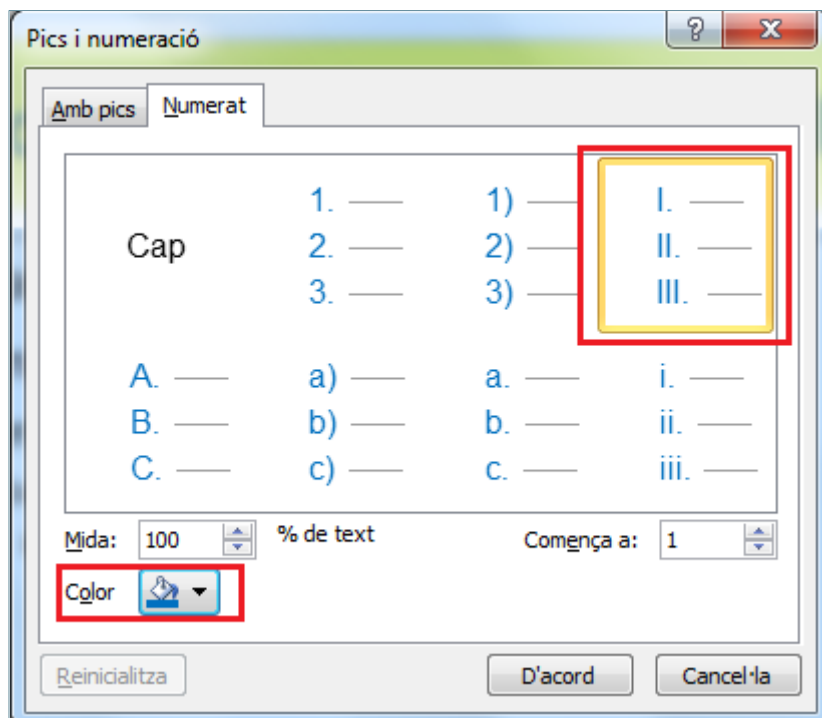 Pics i numeració
Amb pics Numerat
Cap
1.
2.
3.
1)
2)
3)
I.
II.
III.
A.
B.
C.
a)
b)
c)
a.
b.
c.
i.
ii.
iii.
Mida: 100 % de text Comença a: 1
Color
Reinicialitza D'acord Cancel·la